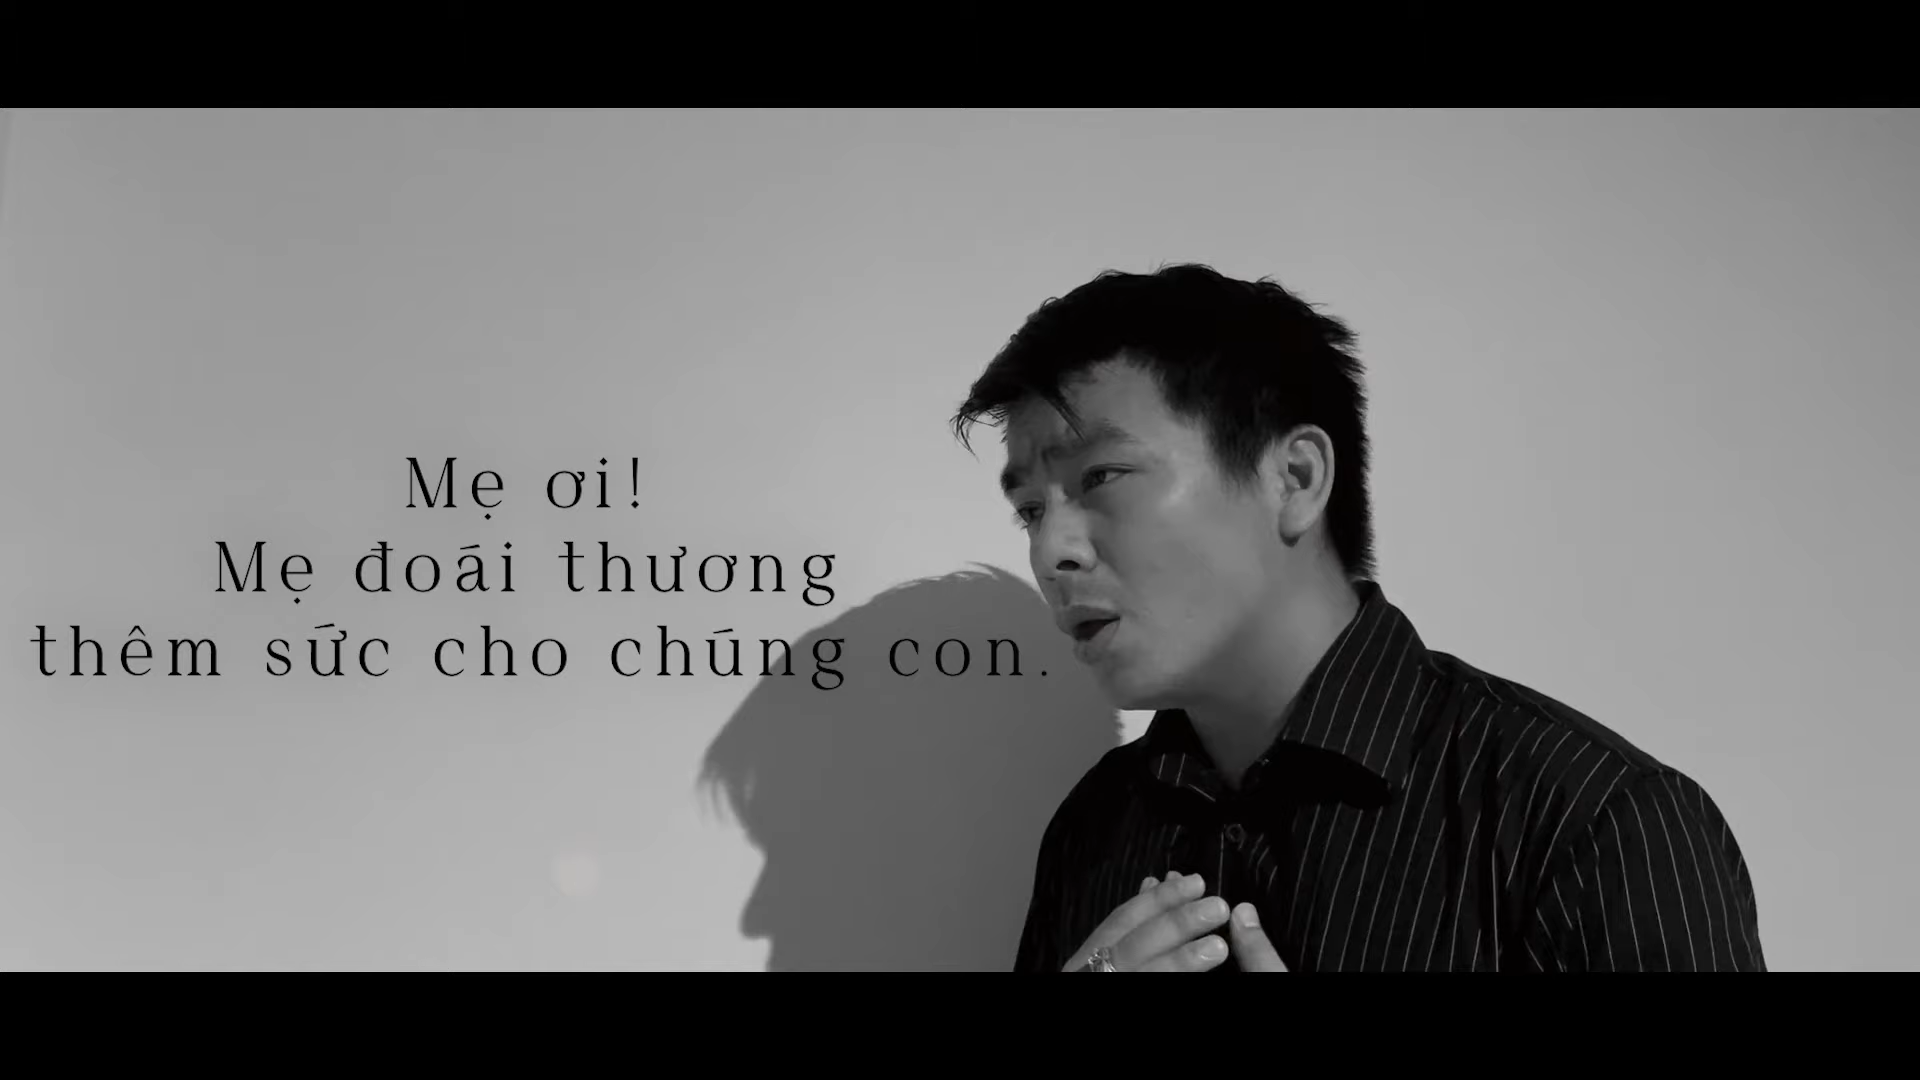 Mẹ ơi!
Mẹ đoái thương
thêm sức cho chúng con.